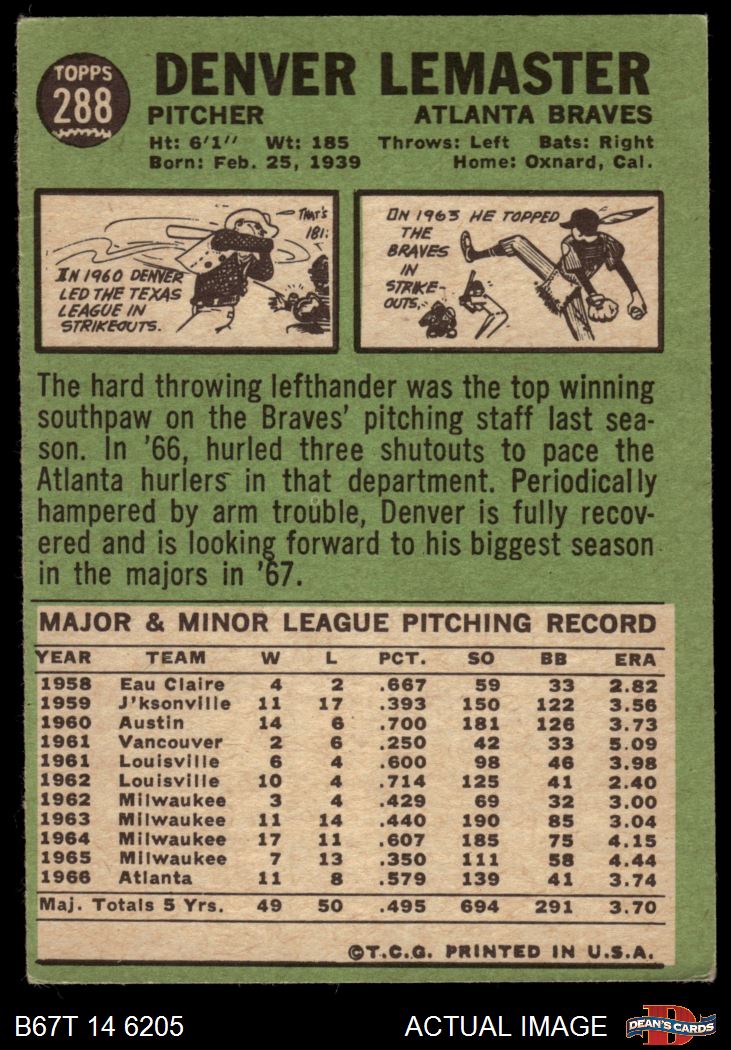 TOPPS
288
DENVER LEMASTER
PITCHER ATLANTA BRAVES
Ht: 6'1" Wt: 185 Throws: Left Bats: Right
Born: Feb. 25, 1939 Home: Oxnard, Cal.
THAT'S
181!
IN 1960 DENVER
LED THE TEXAS
LEAGUE IN
STRIKEOUTS.
IN 1963 HE TOPPED
THE
BRAVES
IN
STRIKE-
OUTS.
The hard throwing lefthander was the top winning
southpaw on the Braves' pitching staff last sea-
son. In '66, hurled three shutouts to pace the
Atlanta hurlers in that department. Periodically
hampered by arm trouble, Denver is fully recov-
ered and is looking forward to his biggest season
in the majors in '67.
MAJOR & MINOR LEAGUE PITCHING RECORD
YEAR TEAM W L PCT. SO BB ERA
1958 Eau Claire 4 2 .667 59 33 2.82
1959 J'ksonville 11 17 .393 150 122 3.56
1960 Austin 14 6 .700 181 126 3.73
1961 Vancouver 2 6 .250 42 33 5.09
1961 Louisville 6 4 .600 98 46 3.98
1962 Louisville 10 4 .714 125 41 2.40
1962 Milwaukee 3 4 .429 69 32 3.00
1963 Milwaukee 11 14 .440 190 85 3.04
1964 Milwaukee 17 11 .607 185 75 4.15
1965 Milwaukee 7 13 .350 111 58 4.44
1966 Atlanta 11 8 .579 139 41 3.74
Maj. Totals 5 Yrs. 49 50 .495 694 291 3.70
©T.C.G. PRINTED IN U.S.A.
B67T 14 6205 ACTUAL IMAGE
D
DEAN'S CARDS